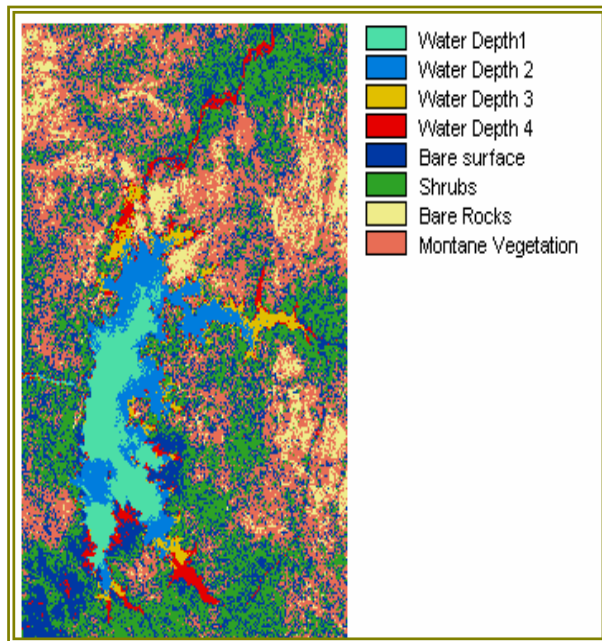 Water Depth1
Water Depth 2
Water Depth 3
Water Depth 4
Bare surface
Shrubs
Bare Rocks
Montane Vegetation